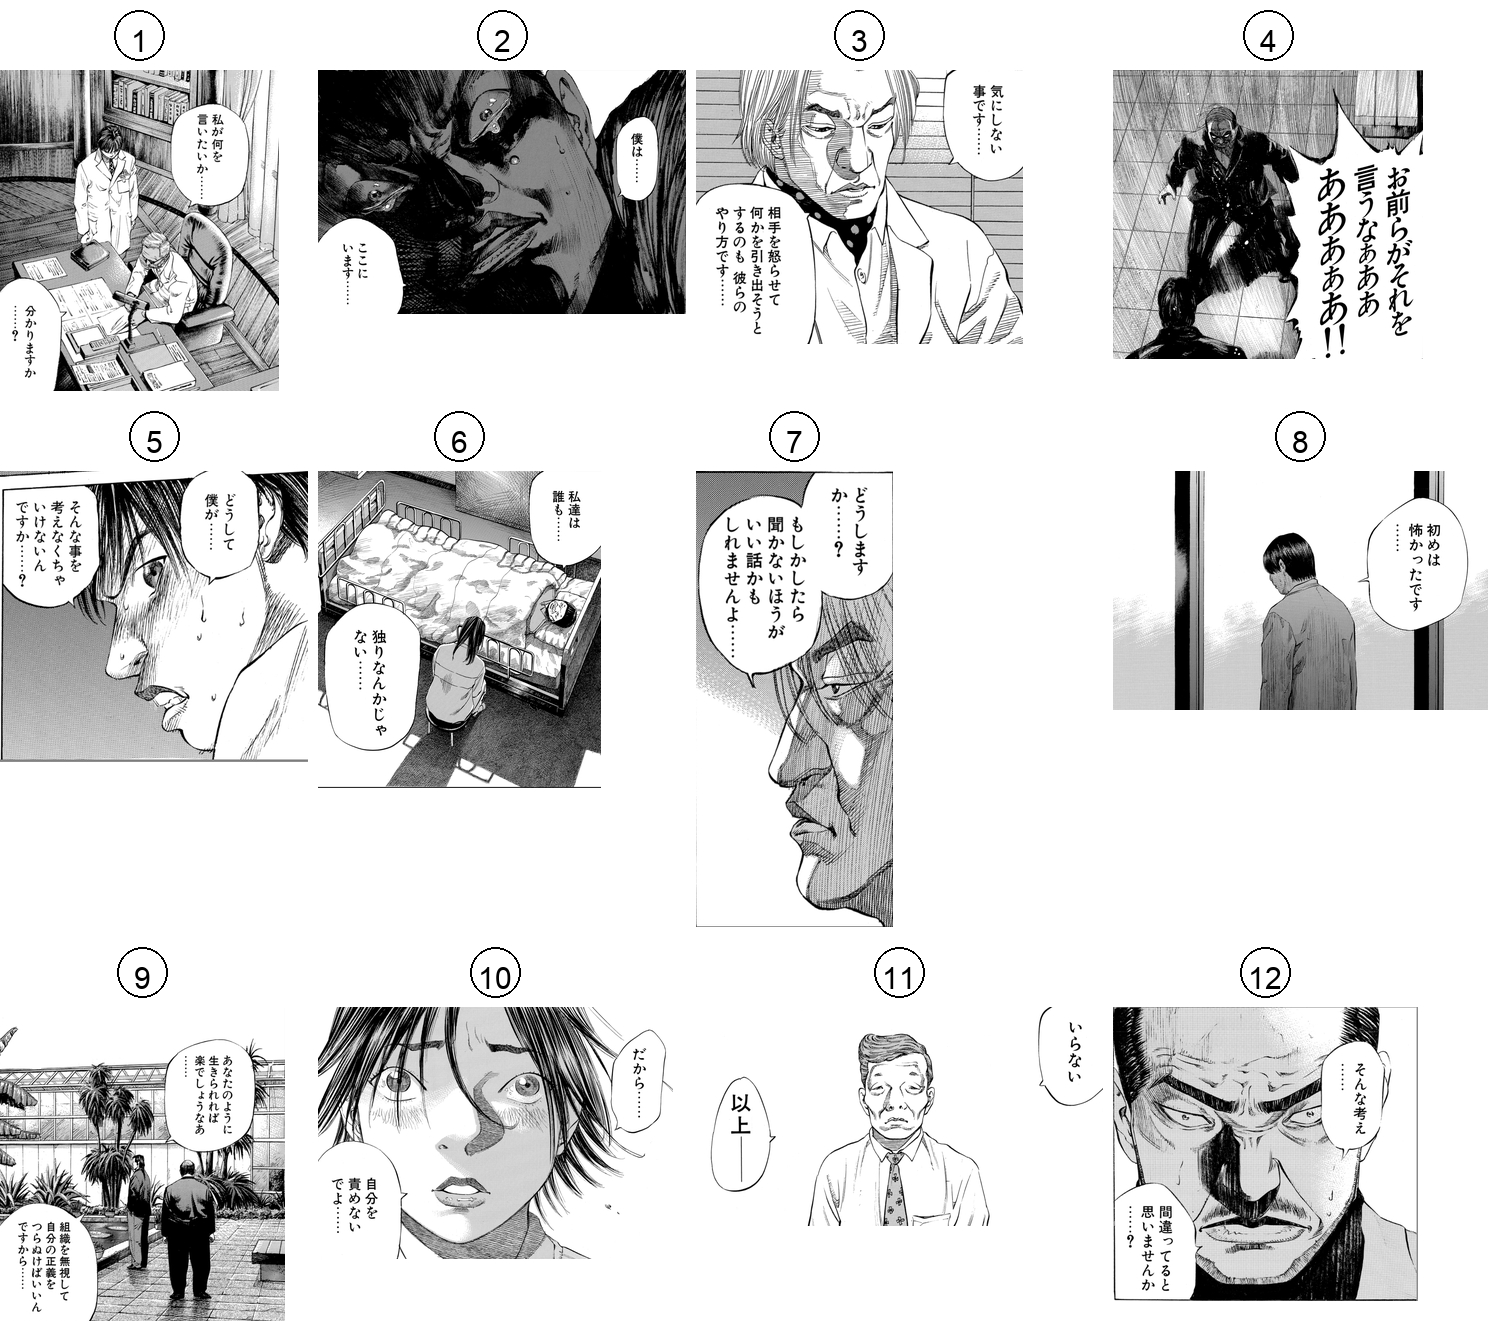 1
私が何を
言いたいか……
分かりますか
……?
2
僕は……
ここに
います……
3
気にしない
事です……
相手を怒らせて
何かを引き出そうと
するのも 彼らの
やり方です……
4
お前らがそれを
言うなぁぁぁ
あぁぁぁぁ!!
5
どうして
僕が……
そんな事を
考えなくちゃ
いけないん
ですか……?
6
私達は
誰も……
独りなんかじゃ
ない……
7
どうします
か……?
もしかしたら
聞かないほうが
いい話かも
しれませんよ……
8
初めは
怖かったです
……
9
あなたのように
生きられれば
楽でしょうなあ
……
組織を無視して
自分の正義を
つらぬけばいいん
ですから……
10
だから……
自分を
責めない
でよ……
11
いらない
以上―
12
そんな考え
……
間違ってると
思いませんか
……?